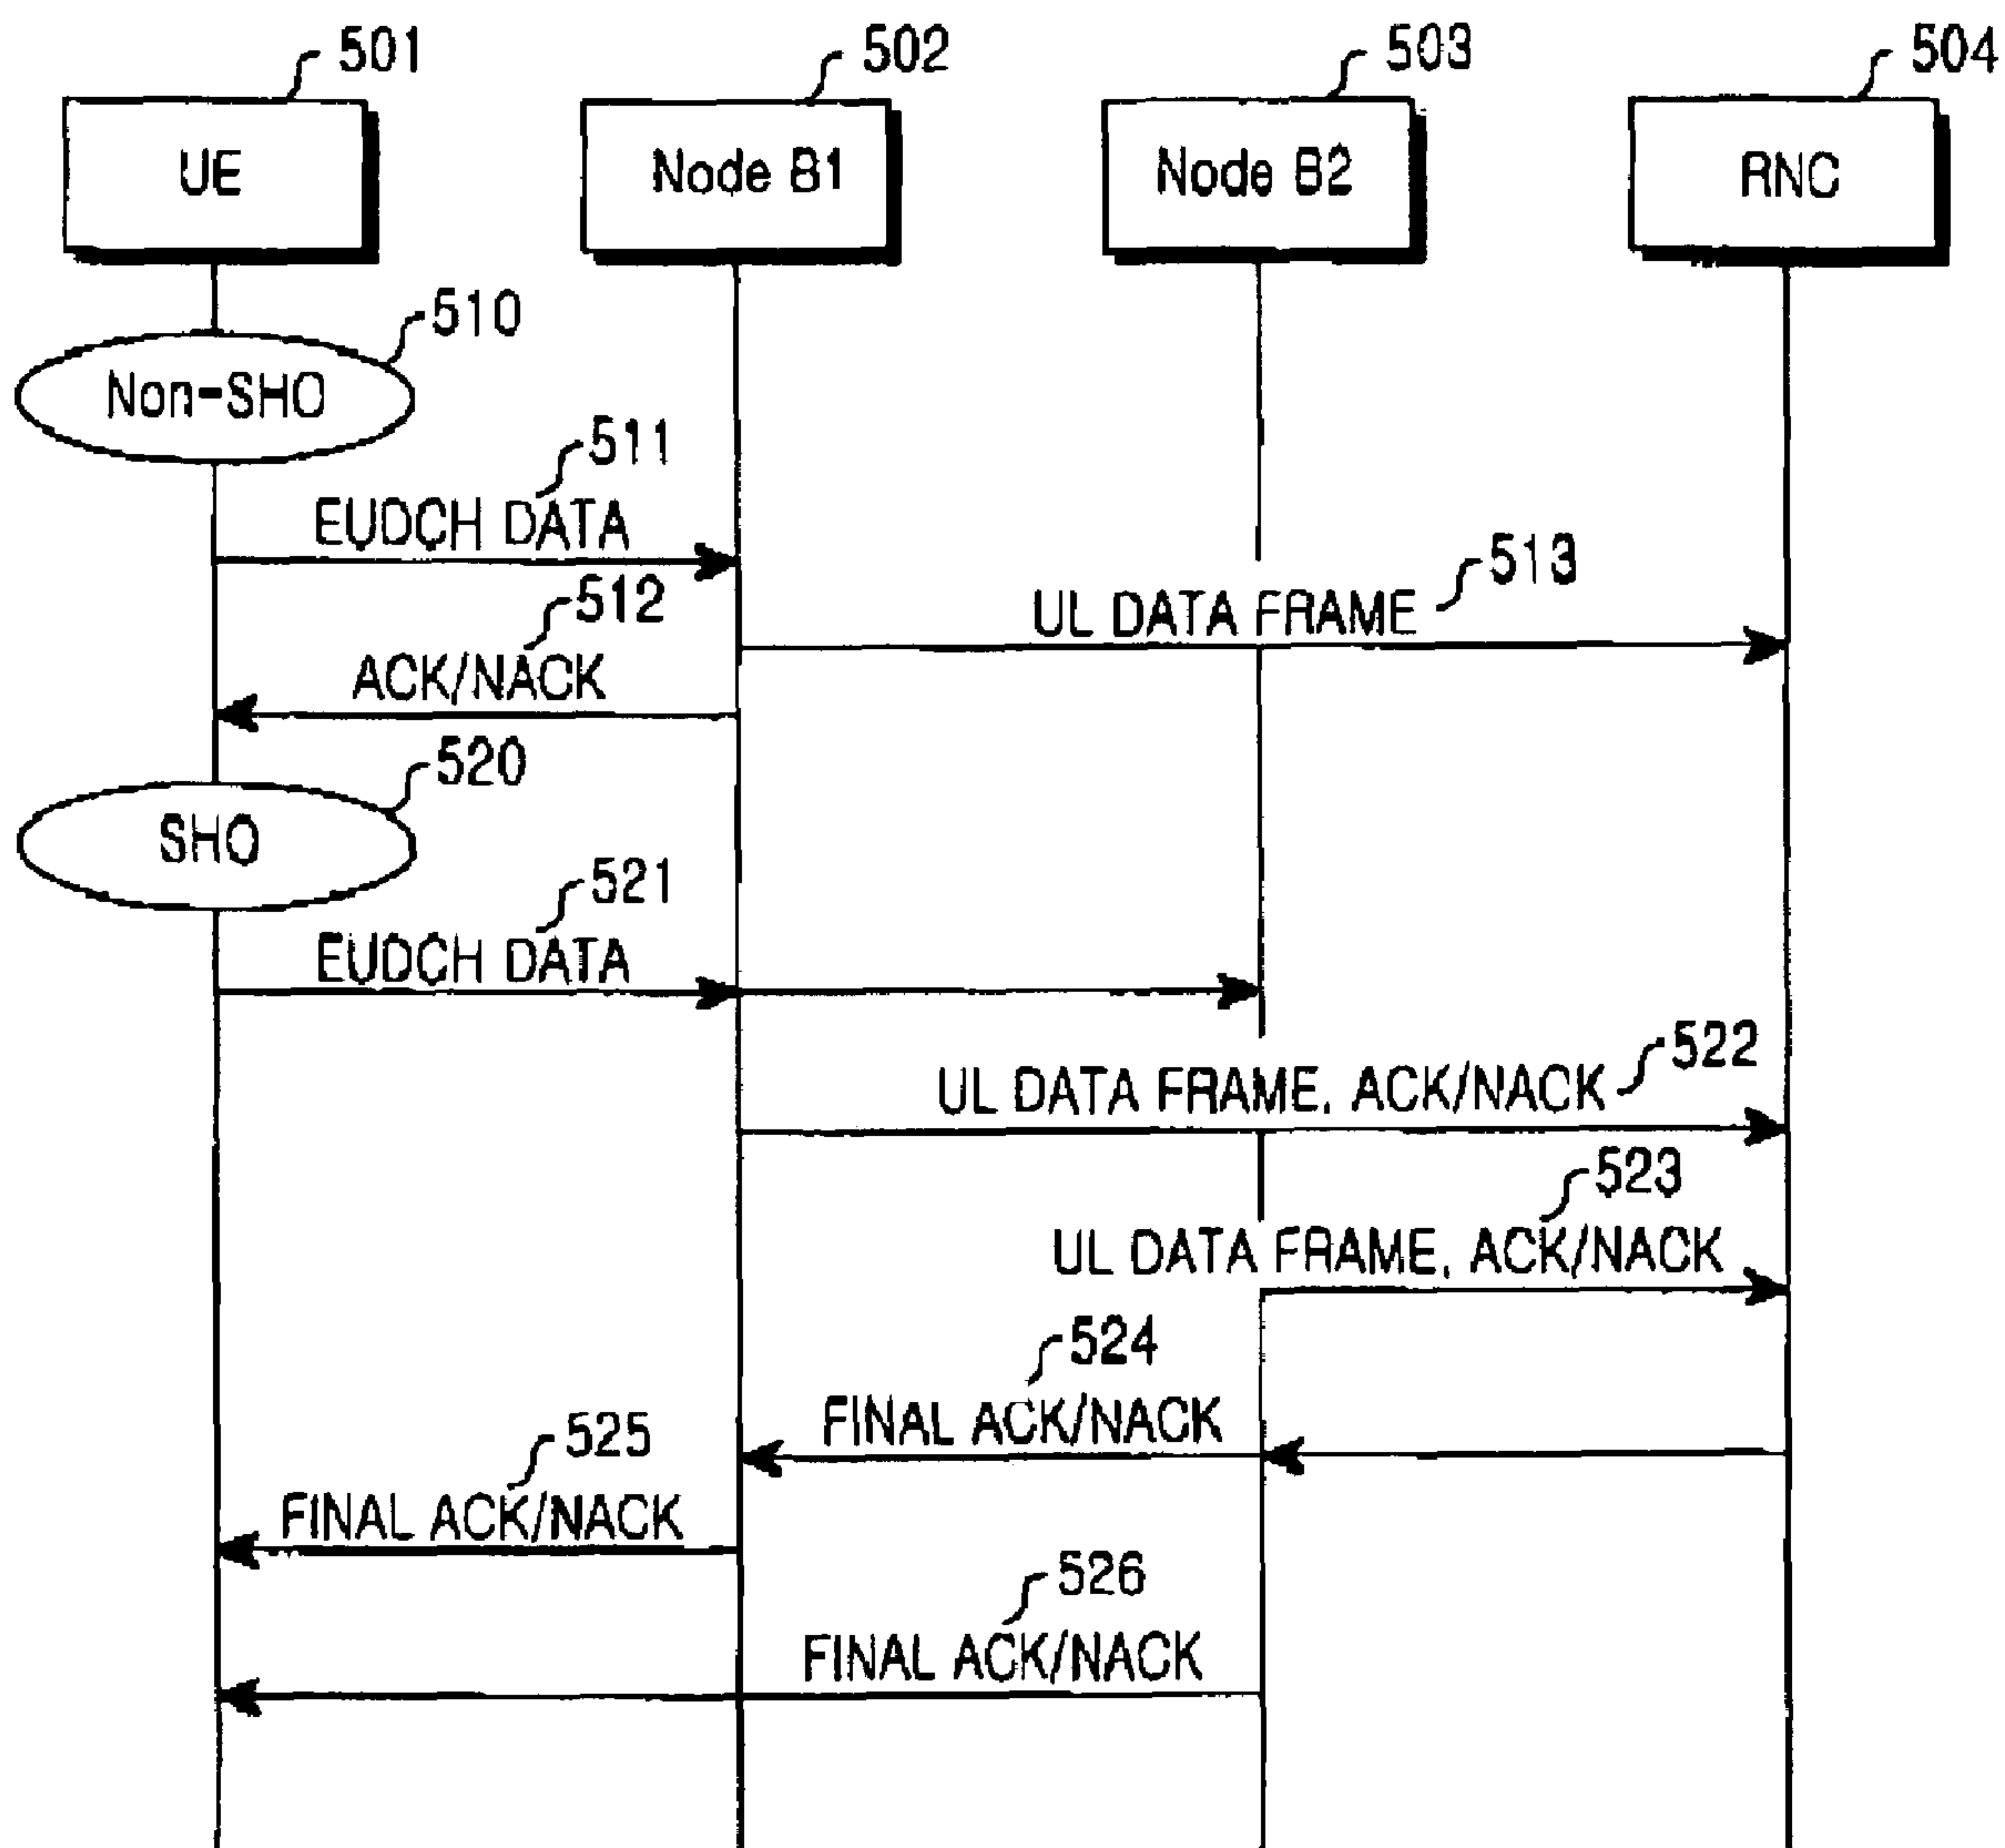 501
502
503
504
UE
Node B1
Node B2
RNC
510
Non-SHO
511
EUDCH DATA
513
UL DATA FRAME
512
ACK/NACK
520
SHO
521
EUDCH DATA
522
UL DATA FRAME, ACK/NACK
523
UL DATA FRAME, ACK/NACK
524
FINAL ACK/NACK
525
FINAL ACK/NACK
526
FINAL ACK/NACK